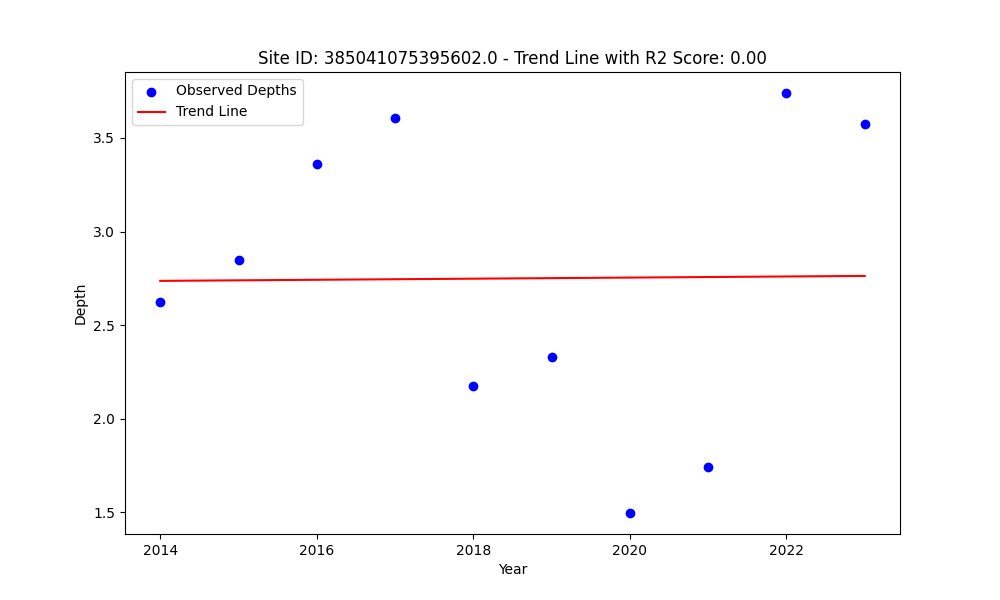 Site ID: 385041075395602.0 - Trend Line with R2 Score: 0.00
Observed Depths
Trend Line
3.5
3.0
2.5
2.0
1.5
Depth
2014
2016
2018
2020
2022
Year